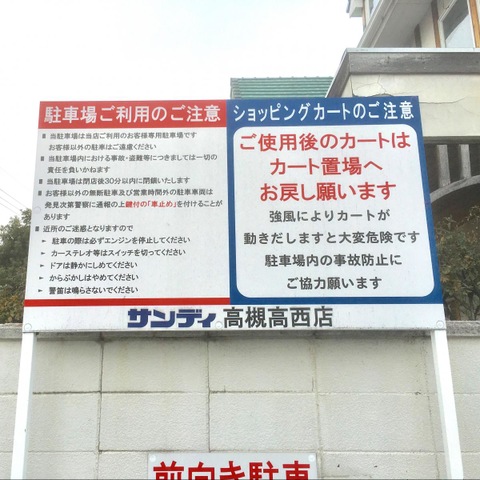 駐車場ご利用のご注意
■ 当駐車場は当店ご利用のお客様専用駐車場です
お客様以外の駐車はご遠慮ください
■ 当駐車場内における事故・盗難等につきましては一切の
責任を負いかねます
■ 当駐車場は閉店後30分以内に閉鎖いたします
■ お客様以外の無断駐車及び営業時間外の駐車車両は
発見次第警察に通報の上鍵付の「車止め」を付けることが
あります
■ 近所のご迷惑となりますので
► 駐車の際は必ずエンジンを停止してください
► カーステレオ等はスイッチを切ってください
► ドアは静かにしめてください
► からぶかしはやめてください
► 警笛は鳴らさないでください
ショッピングカートのご注意
ご使用後のカートは
カート置場へ
お戻し願います
強風によりカートが
動きだしますと大変危険です
駐車場内の事故防止に
ご協力願います
サンディ 高槻高西店
前向き駐車